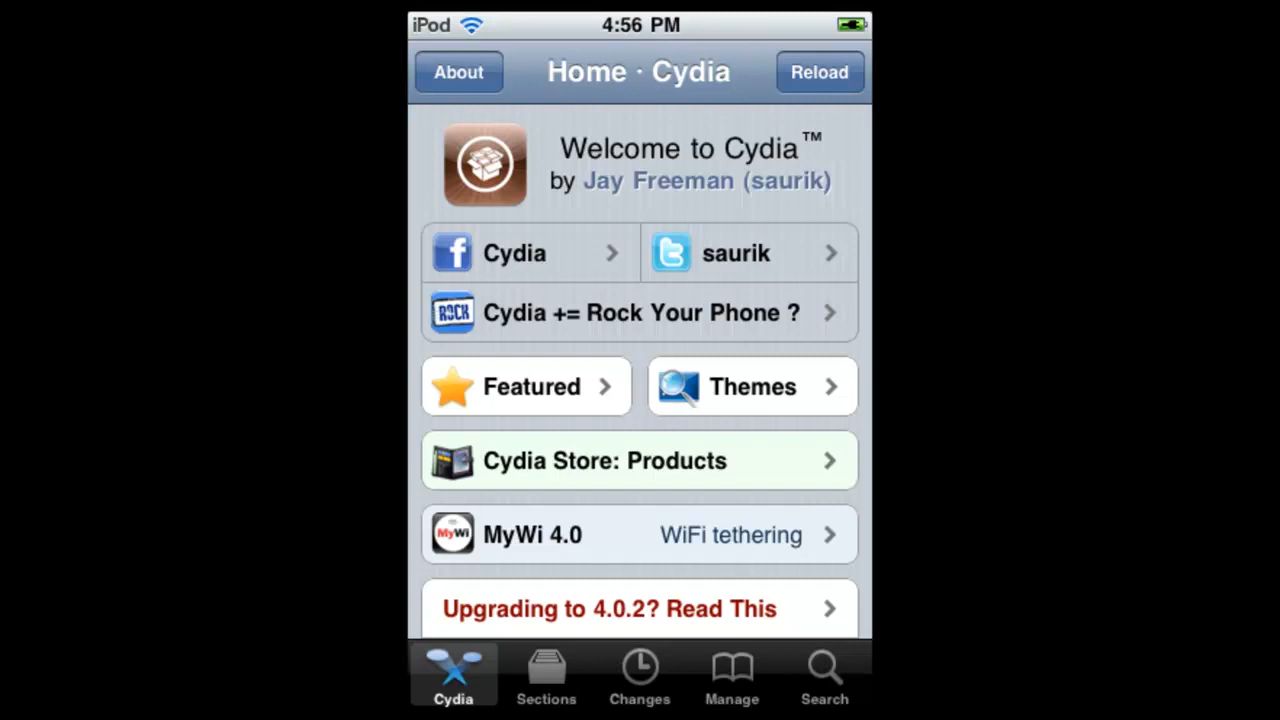 iPod 4:56 PM
About Home · Cydia Reload
Welcome to Cydia™
by Jay Freeman (saurik)
f Cydia t saurik
ROCK Cydia += Rock Your Phone ?
Featured Themes
Cydia Store: Products
MyWi MyWi 4.0 WiFi tethering
Upgrading to 4.0.2? Read This
Cydia Sections Changes Manage Search